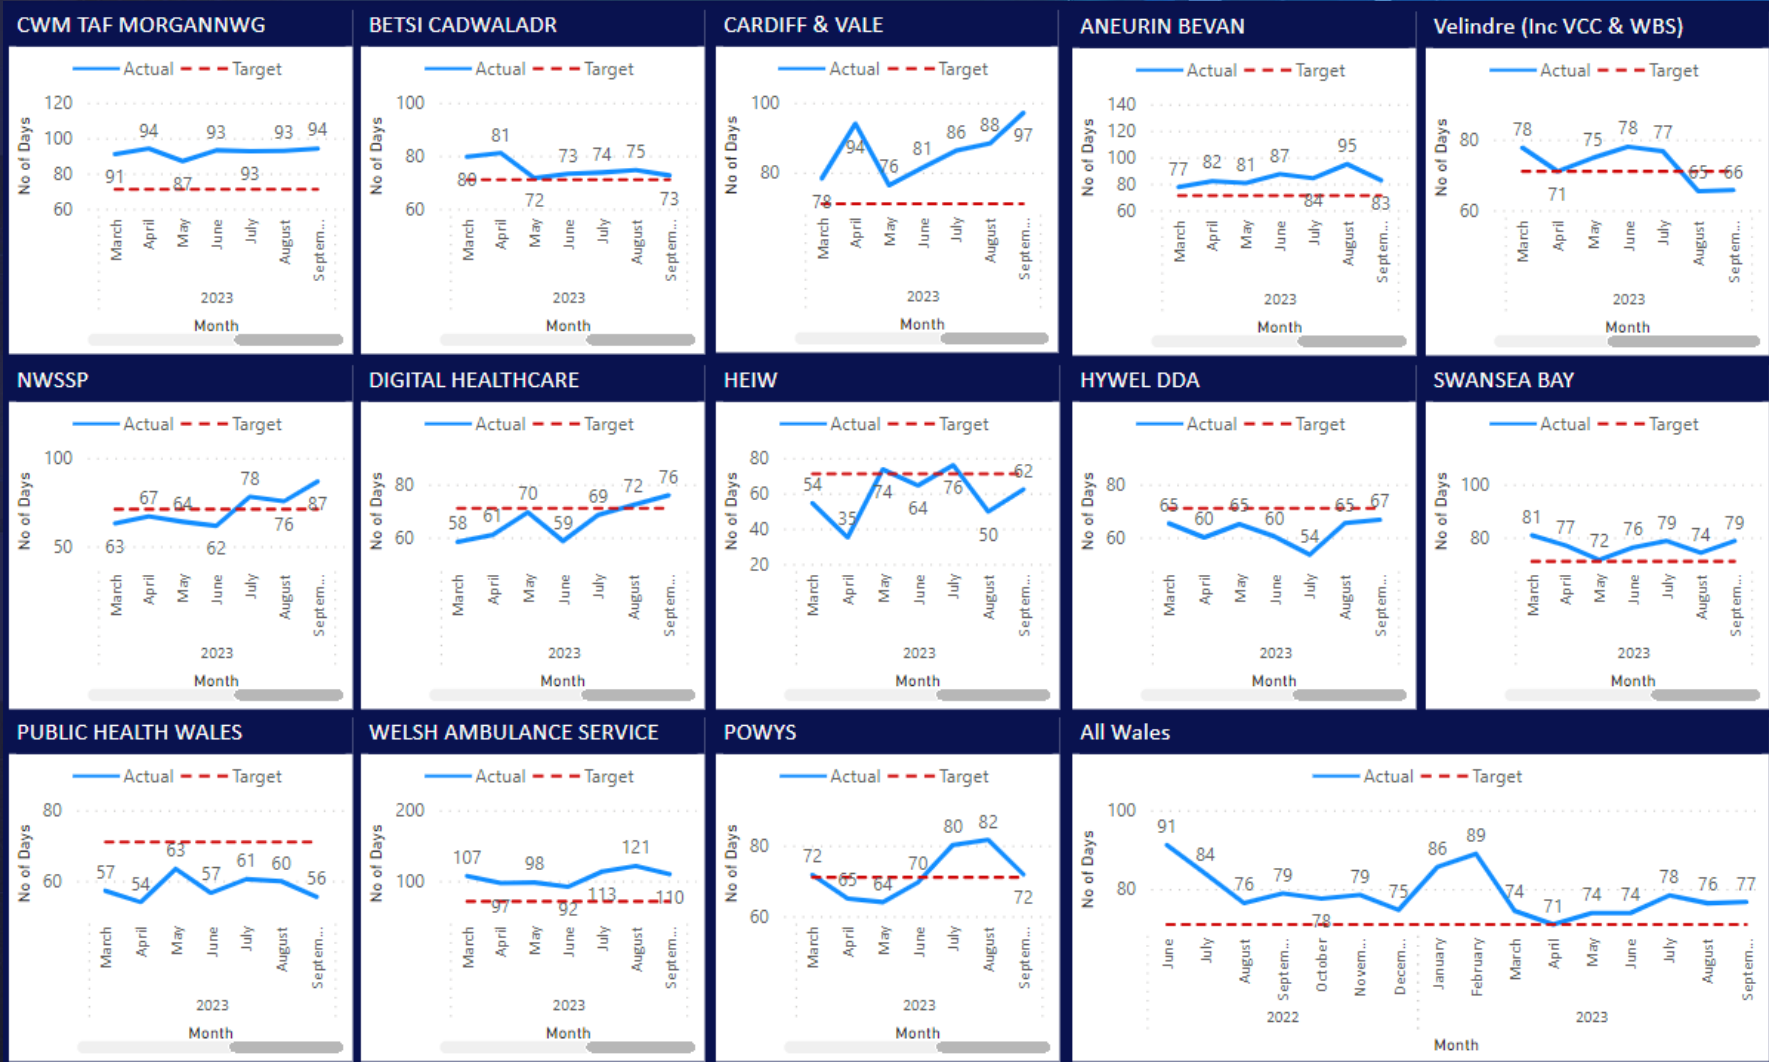 CWM TAF MORGANNWG
Actual Target
No of Days
120
100
80
60
91 94 87 93 93 93 94
March April May June July August Septem...
2023
Month
BETSI CADWALADR
Actual Target
No of Days
100
80
60
80 81 72 73 74 75 73
March April May June July August Septem...
2023
Month
CARDIFF & VALE
Actual Target
No of Days
100
80
78 94 76 81 86 88 97
March April May June July August Septem...
2023
Month
ANEURIN BEVAN
Actual Target
No of Days
140
120
100
80
60
77 82 81 87 84 95 83
March April May June July August Septem...
2023
Month
Velindre (Inc VCC & WBS)
Actual Target
No of Days
80
60
78 71 75 78 77 65 66
March April May June July August Septem...
2023
Month
NWSSP
Actual Target
No of Days
100
50
63 67 64 62 78 76 87
March April May June July August Septem...
2023
Month
DIGITAL HEALTHCARE
Actual Target
No of Days
80
60
58 61 70 59 69 72 76
March April May June July August Septem...
2023
Month
HEIW
Actual Target
No of Days
80
60
40
20
54 35 74 64 76 50 62
March April May June July August Septem...
2023
Month
HYWEL DDA
Actual Target
No of Days
80
60
65 60 65 60 54 65 67
March April May June July August Septem...
2023
Month
SWANSEA BAY
Actual Target
No of Days
100
80
81 77 72 76 79 74 79
March April May June July August Septem...
2023
Month
PUBLIC HEALTH WALES
Actual Target
No of Days
80
60
57 54 63 57 61 60 56
March April May June July August Septem...
2023
Month
WELSH AMBULANCE SERVICE
Actual Target
No of Days
200
100
107 97 98 92 113 121 110
March April May June July August Septem...
2023
Month
POWYS
Actual Target
No of Days
80
60
72 65 64 70 80 82 72
March April May June July August Septem...
2023
Month
All Wales
Actual Target
No of Days
100
80
91 84 76 79 78 79 75 86 89 74 71 74 74 78 76 77
June July August Septem... October Novem... Decem... January February March April May June July August Septem...
2022 2023
Month